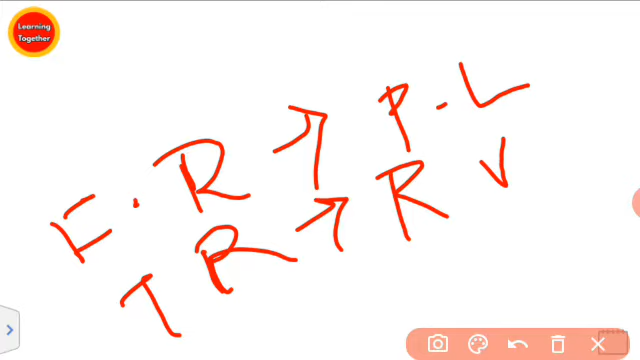 Learning
Together
E.R → P.L
TR → R ↓